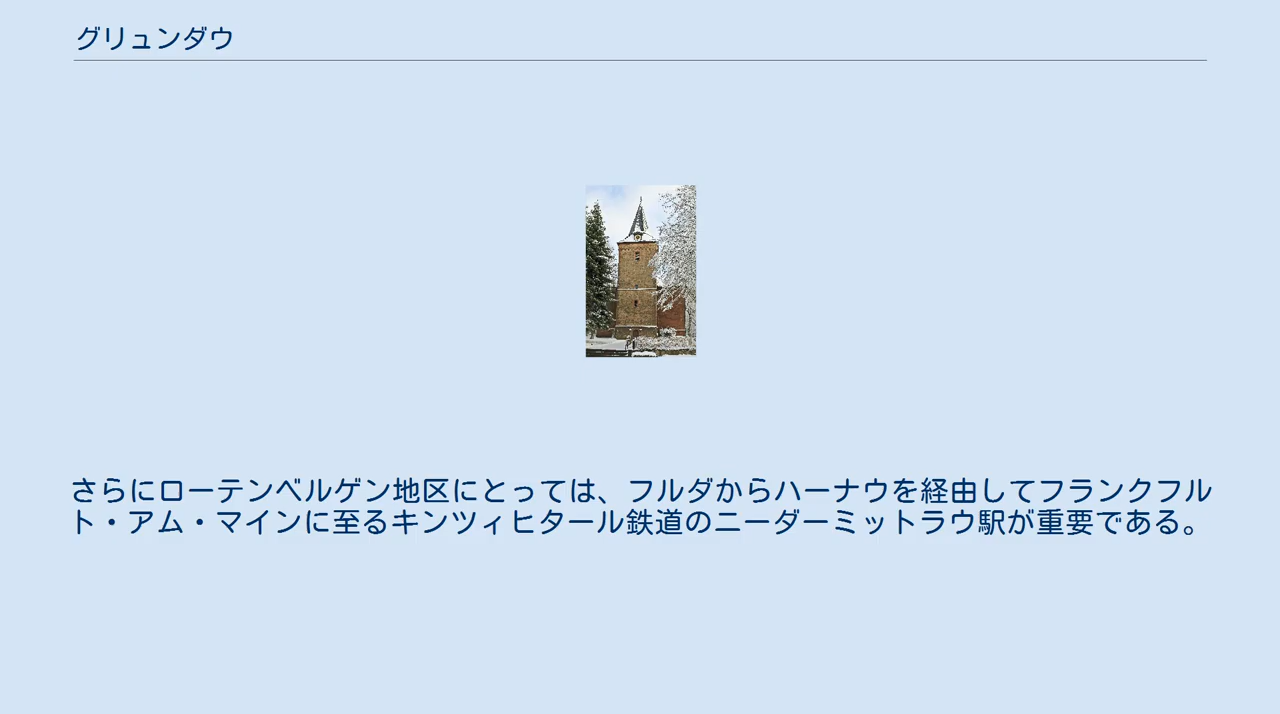 グリュンダウ
さらにローテンベルゲン地区にとっては、フルダからハーナウを経由してフランクフル
ト・アム・マインに至るキンツィヒタール鉄道のニーダーミットラウ駅が重要である。